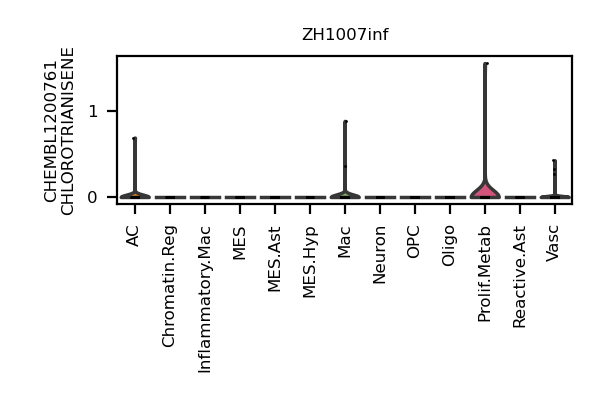 ZH1007inf
CHEMBL1200761
CHLOROTRIANISENE
1
0
AC
Chromatin.Reg
Inflammatory.Mac
MES
MES.Ast
MES.Hyp
Mac
Neuron
OPC
Oligo
Prolif.Metab
Reactive.Ast
Vasc